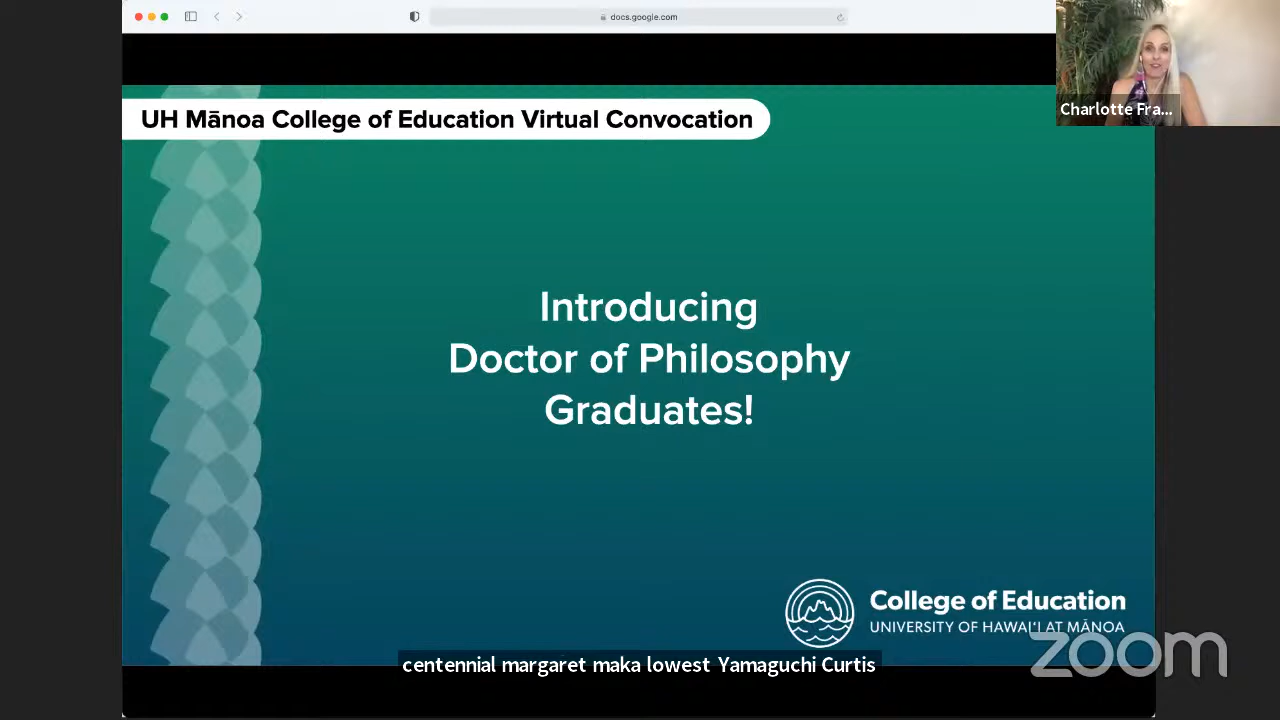 docs.google.com
Charlotte Fra...
UH Mānoa College of Education Virtual Convocation
Introducing
Doctor of Philosophy
Graduates!
College of Education
UNIVERSITY OF HAWAIʻI AT MĀNOA
zoom
centennial margaret maka lowest Yamaguchi Curtis